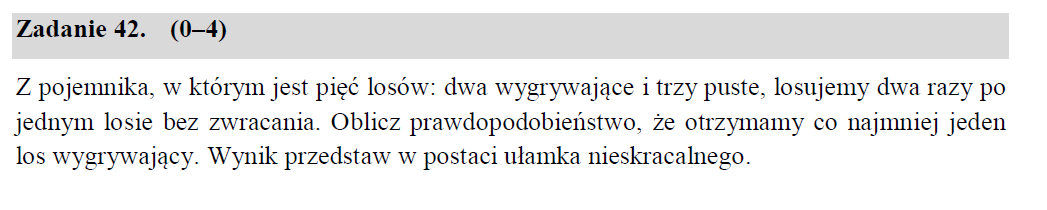 Zadanie 42. (0–4)
Z pojemnika, w którym jest pięć losów: dwa wygrywające i trzy puste, losujemy dwa razy po
jednym losie bez zwracania. Oblicz prawdopodobieństwo, że otrzymamy co najmniej jeden
los wygrywający. Wynik przedstaw w postaci ułamka nieskracalnego.